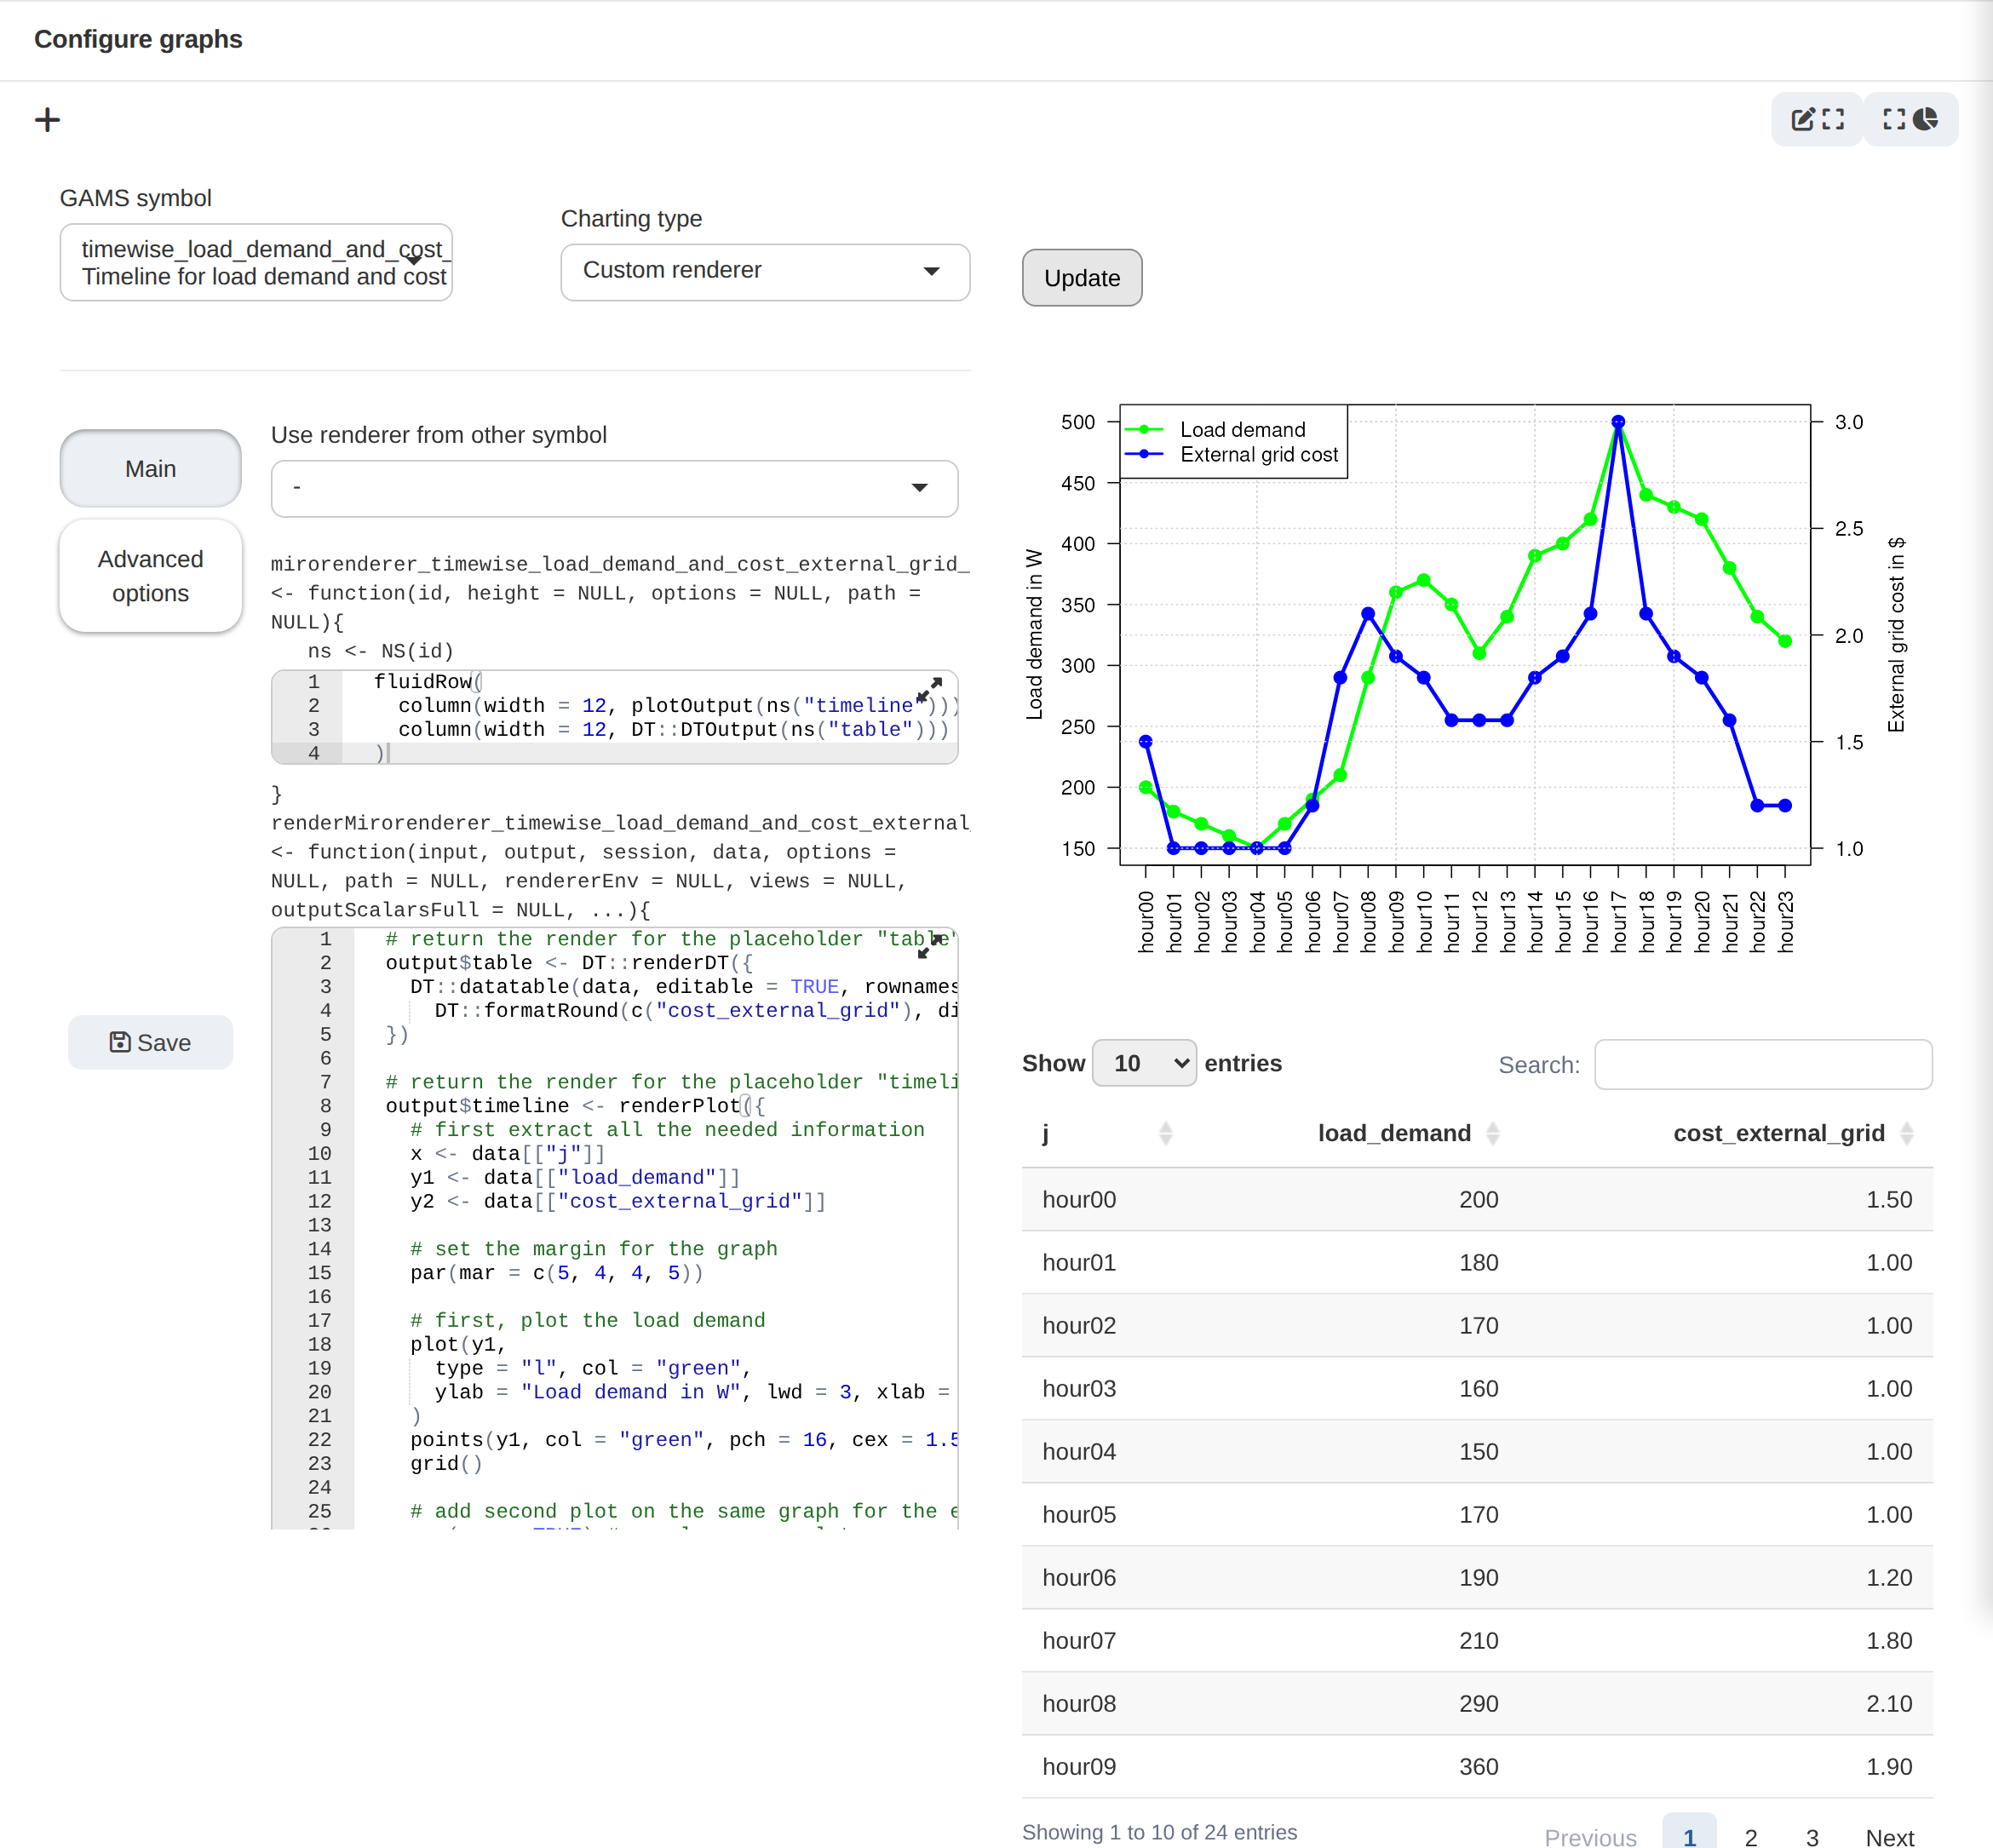 Configure graphs
GAMS symbol
timewise_load_demand_and_cost_
Timeline for load demand and cost
Charting type
Custom renderer
Update
Main
Advanced
options
Save
Use renderer from other symbol
-
mirorenderer_timewise_load_demand_and_cost_external_grid_
<- function(id, height = NULL, options = NULL, path =
NULL){
ns <- NS(id)
1 fluidRow(
2 column(width = 12, plotOutput(ns("timeline")))
3 column(width = 12, DT::DTOutput(ns("table")))
4 )
}
renderMirorenderer_timewise_load_demand_and_cost_external_
<- function(input, output, session, data, options =
NULL, path = NULL, rendererEnv = NULL, views = NULL,
outputScalarsFull = NULL, ...){
1 # return the render for the placeholder "table"
2 output$table <- DT::renderDT({
3 DT::datatable(data, editable = TRUE, rownames
4 DT::formatRound(c("cost_external_grid"), di
5 })
6
7 # return the render for the placeholder "timeli
8 output$timeline <- renderPlot({
9 # first extract all the needed information
10 x <- data[["j"]]
11 y1 <- data[["load_demand"]]
12 y2 <- data[["cost_external_grid"]]
13
14 # set the margin for the graph
15 par(mar = c(5, 4, 4, 5))
16
17 # first, plot the load demand
18 plot(y1,
19 type = "l", col = "green",
20 ylab = "Load demand in W", lwd = 3, xlab =
21 )
22 points(y1, col = "green", pch = 16, cex = 1.5
23 grid()
24
25 # add second plot on the same graph for the e
Load demand
External grid cost
Load demand in W
500
450
400
350
300
250
200
150
3.0
2.5
2.0
1.5
1.0
External grid cost in $
hour00
hour01
hour02
hour03
hour04
hour05
hour06
hour07
hour08
hour09
hour10
hour11
hour12
hour13
hour14
hour15
hour16
hour17
hour18
hour19
hour20
hour21
hour22
hour23
Show 10 entries
Search:
j load_demand cost_external_grid
hour00 200 1.50
hour01 180 1.00
hour02 170 1.00
hour03 160 1.00
hour04 150 1.00
hour05 170 1.00
hour06 190 1.20
hour07 210 1.80
hour08 290 2.10
hour09 360 1.90
Showing 1 to 10 of 24 entries
Previous 1 2 3 Next